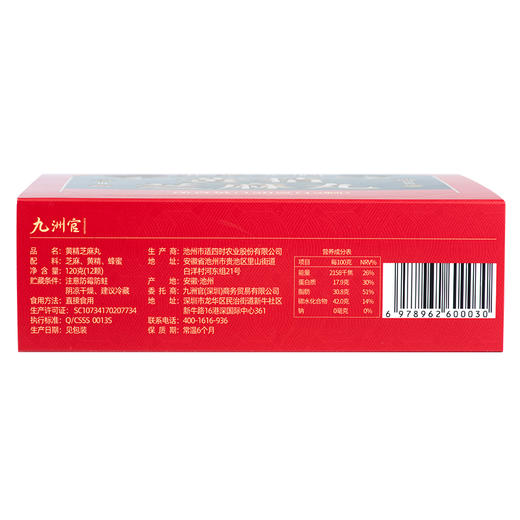 九洲官
品　　名：黄精芝麻丸
配　　料：芝麻、黄精、蜂蜜
净 含 量：120克(12颗)
贮藏条件：注意防霉防蛀
阴凉干燥、建议冷藏
食用方法：直接食用
生产许可证：SC10734170207734
执行标准：Q/CSSS 0013S
生产日期：见包装
生 产 商：池州市适四时农业股份有限公司
地　　址：安徽省池州市贵池区里山街道
白洋村河东组21号
产　　地：安徽·池州
委 托 商：九洲官(深圳)商务贸易有限公司
地　　址：深圳市龙华区民治街道新牛社区
新牛路16号港深国际中心361
联系电话：400-1616-936
保 质 期：常温6个月
营养成分表
项目 每100克 NRV%
能量 2158千焦 26%
蛋白质 17.9克 30%
脂肪 30.8克 51%
碳水化合物 42.0克 14%
钠 0毫克 0%
6 978962 600030